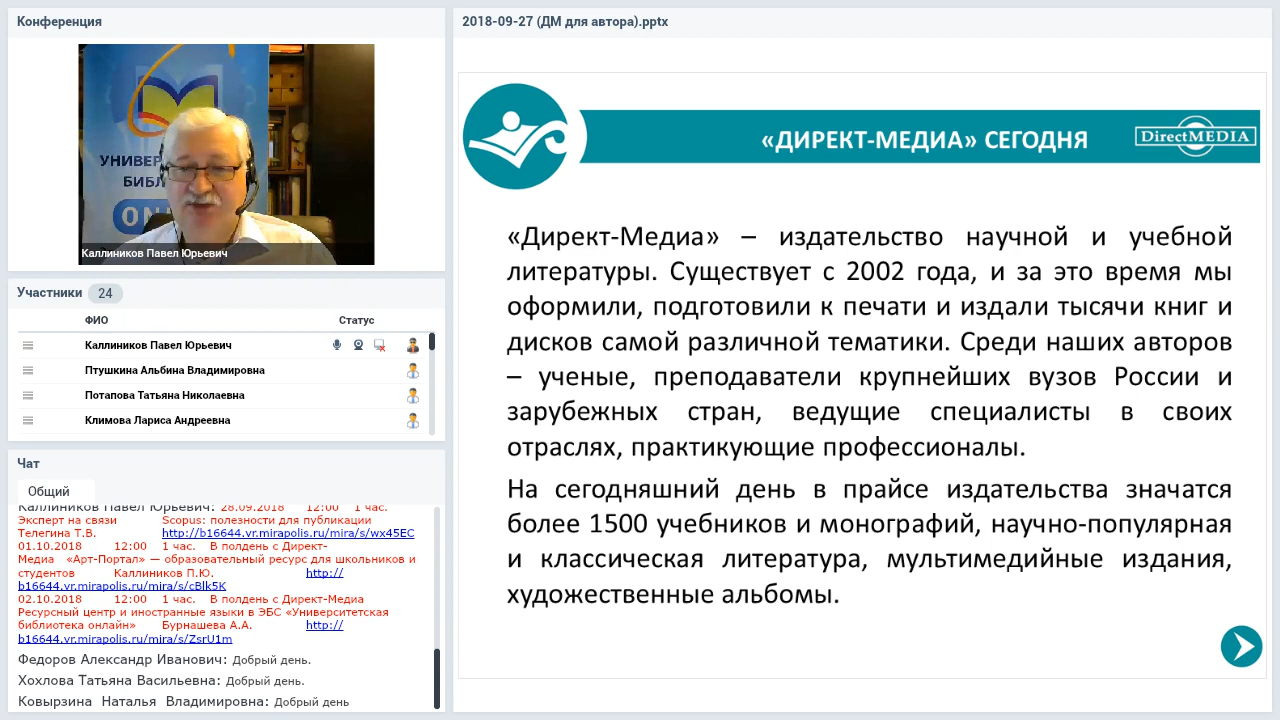 Конференция
УНИВЕР
БИБЛ
ON
Каллиников Павел Юрьевич
Участники 24
ФИО Статус
Каллиников Павел Юрьевич
Птушкина Альбина Владимировна
Потапова Татьяна Николаевна
Климова Лариса Андреевна
Чат
Общий
Каллиников Павел Юрьевич: 28.09.2018 12:00 1 час.
Эксперт на связи Scopus: полезности для публикации
Телегина Т.В. http://b16644.vr.mirapolis.ru/mira/s/wx45EC
01.10.2018 12:00 1 час. В полдень с Директ-
Медиа «Арт-Портал» — образовательный ресурс для школьников и
студентов Каллиников П.Ю. http://
b16644.vr.mirapolis.ru/mira/s/cBlk5K
02.10.2018 12:00 1 час. В полдень с Директ-Медиа
Ресурсный центр и иностранные языки в ЭБС «Университетская
библиотека онлайн» Бурнашева А.А. http://
b16644.vr.mirapolis.ru/mira/s/ZsrU1m
Федоров Александр Иванович: Добрый день.
Хохлова Татьяна Васильевна: Добрый день.
Ковырзина Наталья Владимировна: Добрый день
2018-09-27 (ДМ для автора).pptx
«ДИРЕКТ-МЕДИА» СЕГОДНЯ
DirectMEDIA
«Директ-Медиа» – издательство научной и учебной
литературы. Существует с 2002 года, и за это время мы
оформили, подготовили к печати и издали тысячи книг и
дисков самой различной тематики. Среди наших авторов
– ученые, преподаватели крупнейших вузов России и
зарубежных стран, ведущие специалисты в своих
отраслях, практикующие профессионалы.
На сегодняшний день в прайсе издательства значатся
более 1500 учебников и монографий, научно-популярная
и классическая литература, мультимедийные издания,
художественные альбомы.